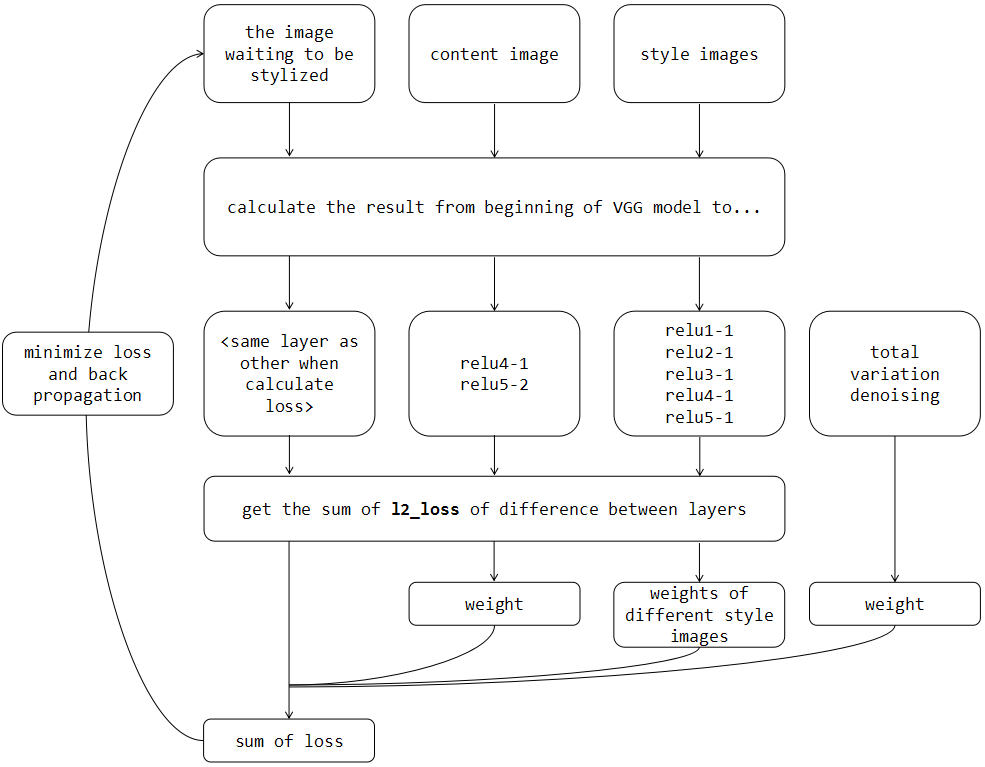 the image
waiting to be
stylized
content image
style images
calculate the result from beginning of VGG model to...
<same layer as
other when
calculate
loss>
relu4-1
relu5-2
relu1-1
relu2-1
relu3-1
relu4-1
relu5-1
total
variation
denoising
minimize loss
and back
propagation
get the sum of l2_loss of difference between layers
weight
weights of
different style
images
weight
sum of loss